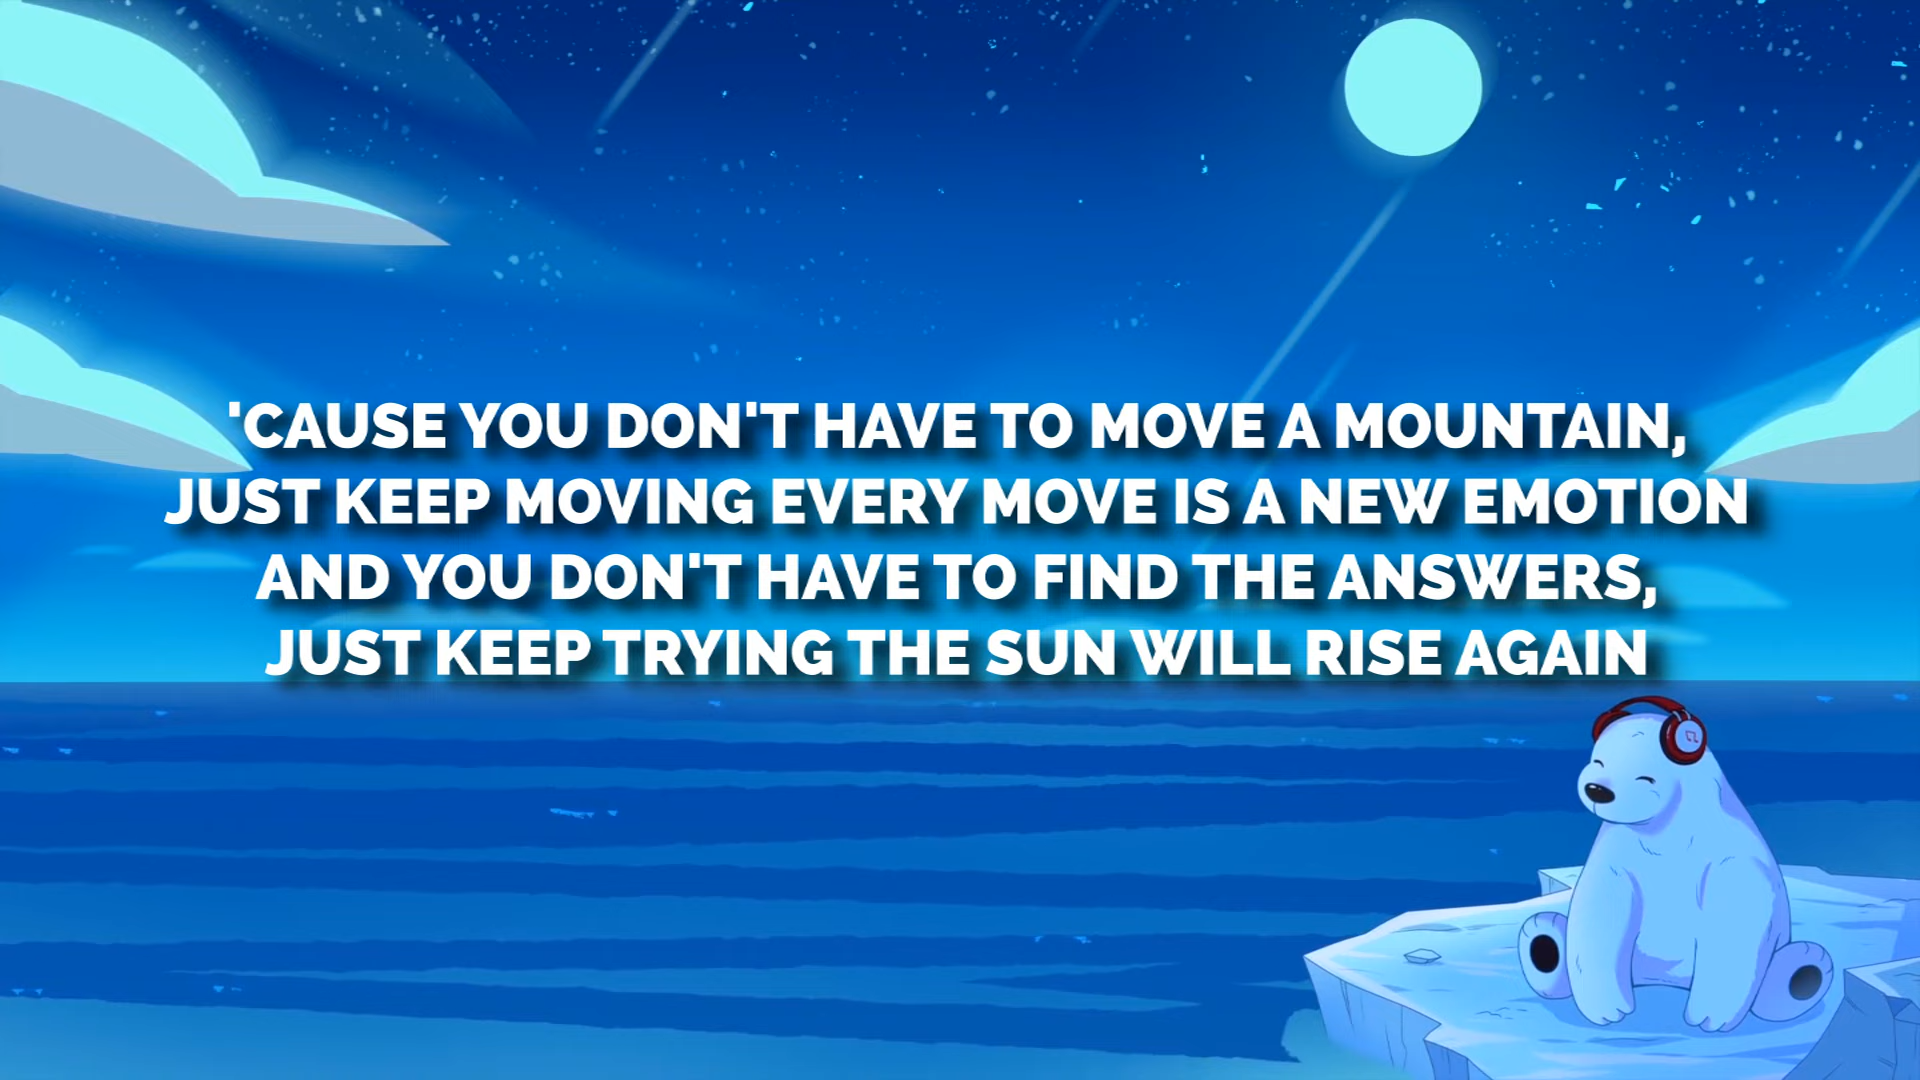 'CAUSE YOU DON'T HAVE TO MOVE A MOUNTAIN,
JUST KEEP MOVING EVERY MOVE IS A NEW EMOTION
AND YOU DON'T HAVE TO FIND THE ANSWERS,
JUST KEEP TRYING THE SUN WILL RISE AGAIN